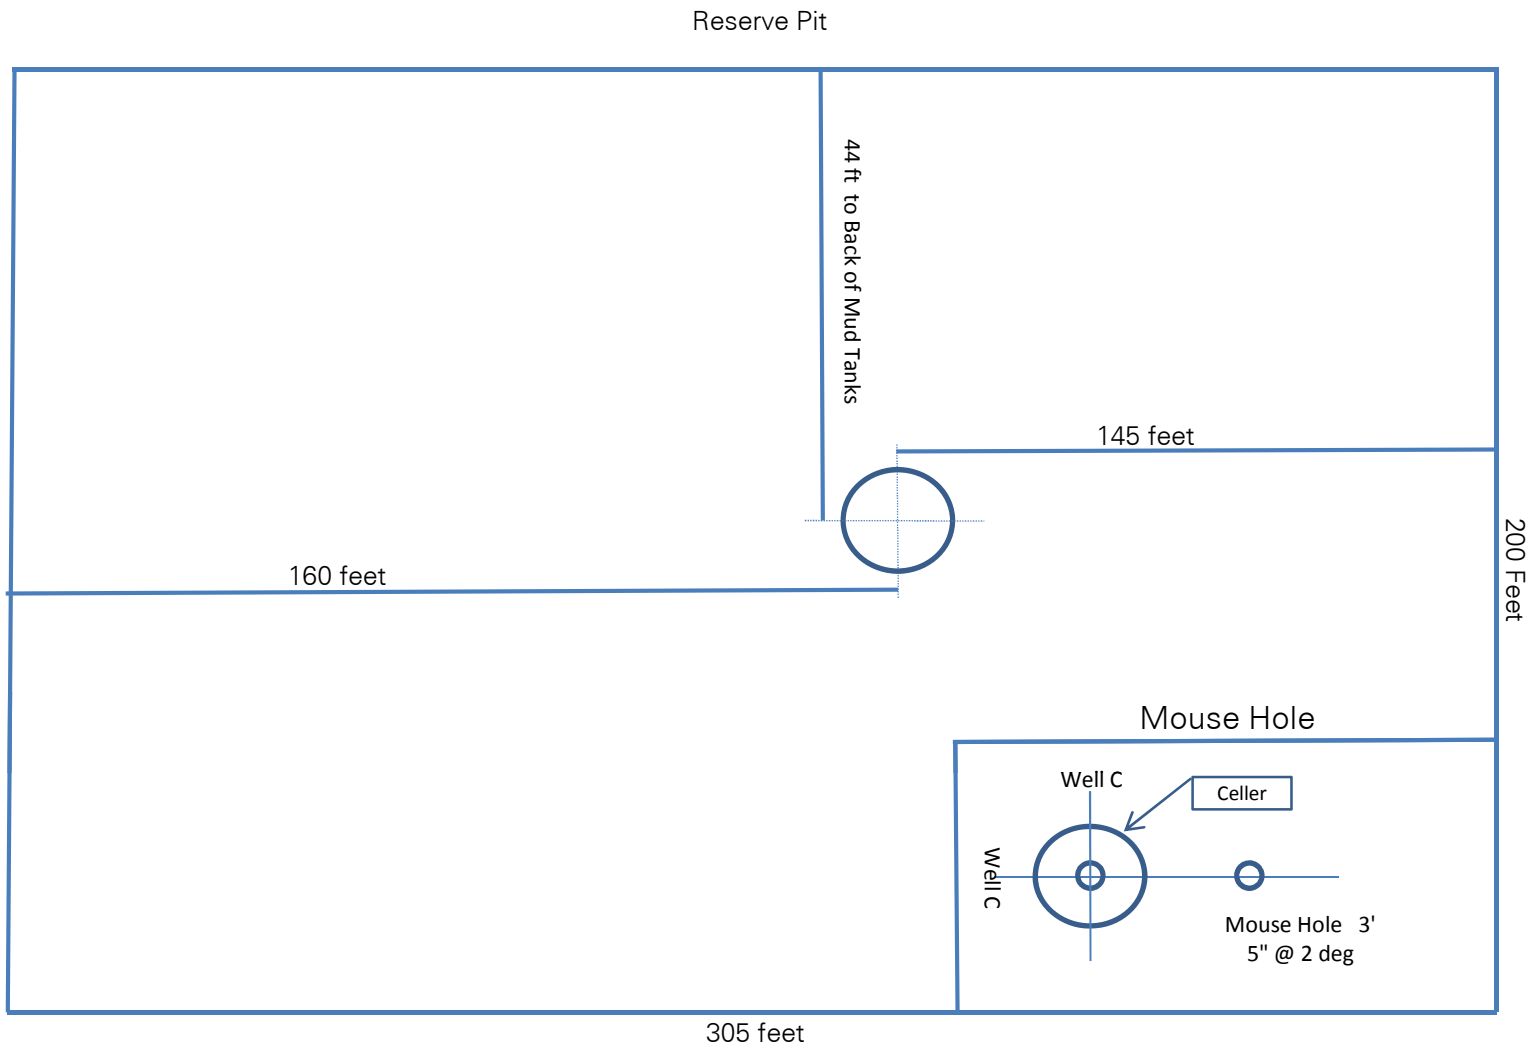 Reserve Pit
44 ft to Back of Mud Tanks
145 feet
160 feet
200 Feet
Mouse Hole
Well C
Celler
Well C
Mouse Hole 3'
5" @ 2 deg
305 feet